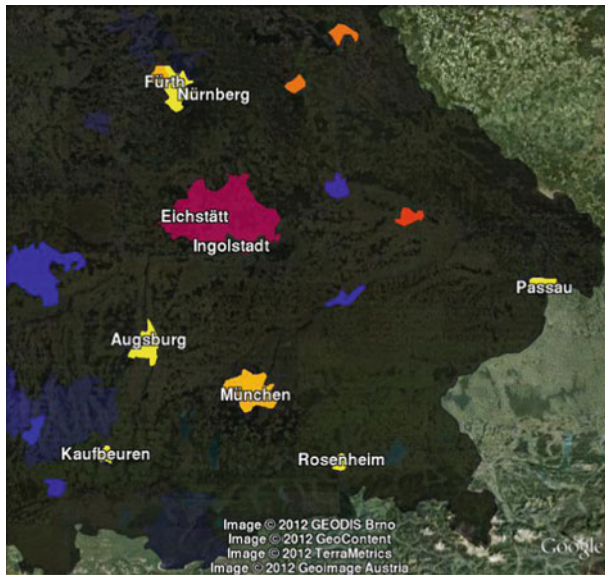 Fürth
Nürnberg
Eichstätt
Ingolstadt
Passau
Augsburg
München
Kaufbeuren
Rosenheim
Image © 2012 GEODIS Brno
Image © 2012 GeoContent
Image © 2012 TerraMetrics
Image © 2012 Geoimage Austria
Google